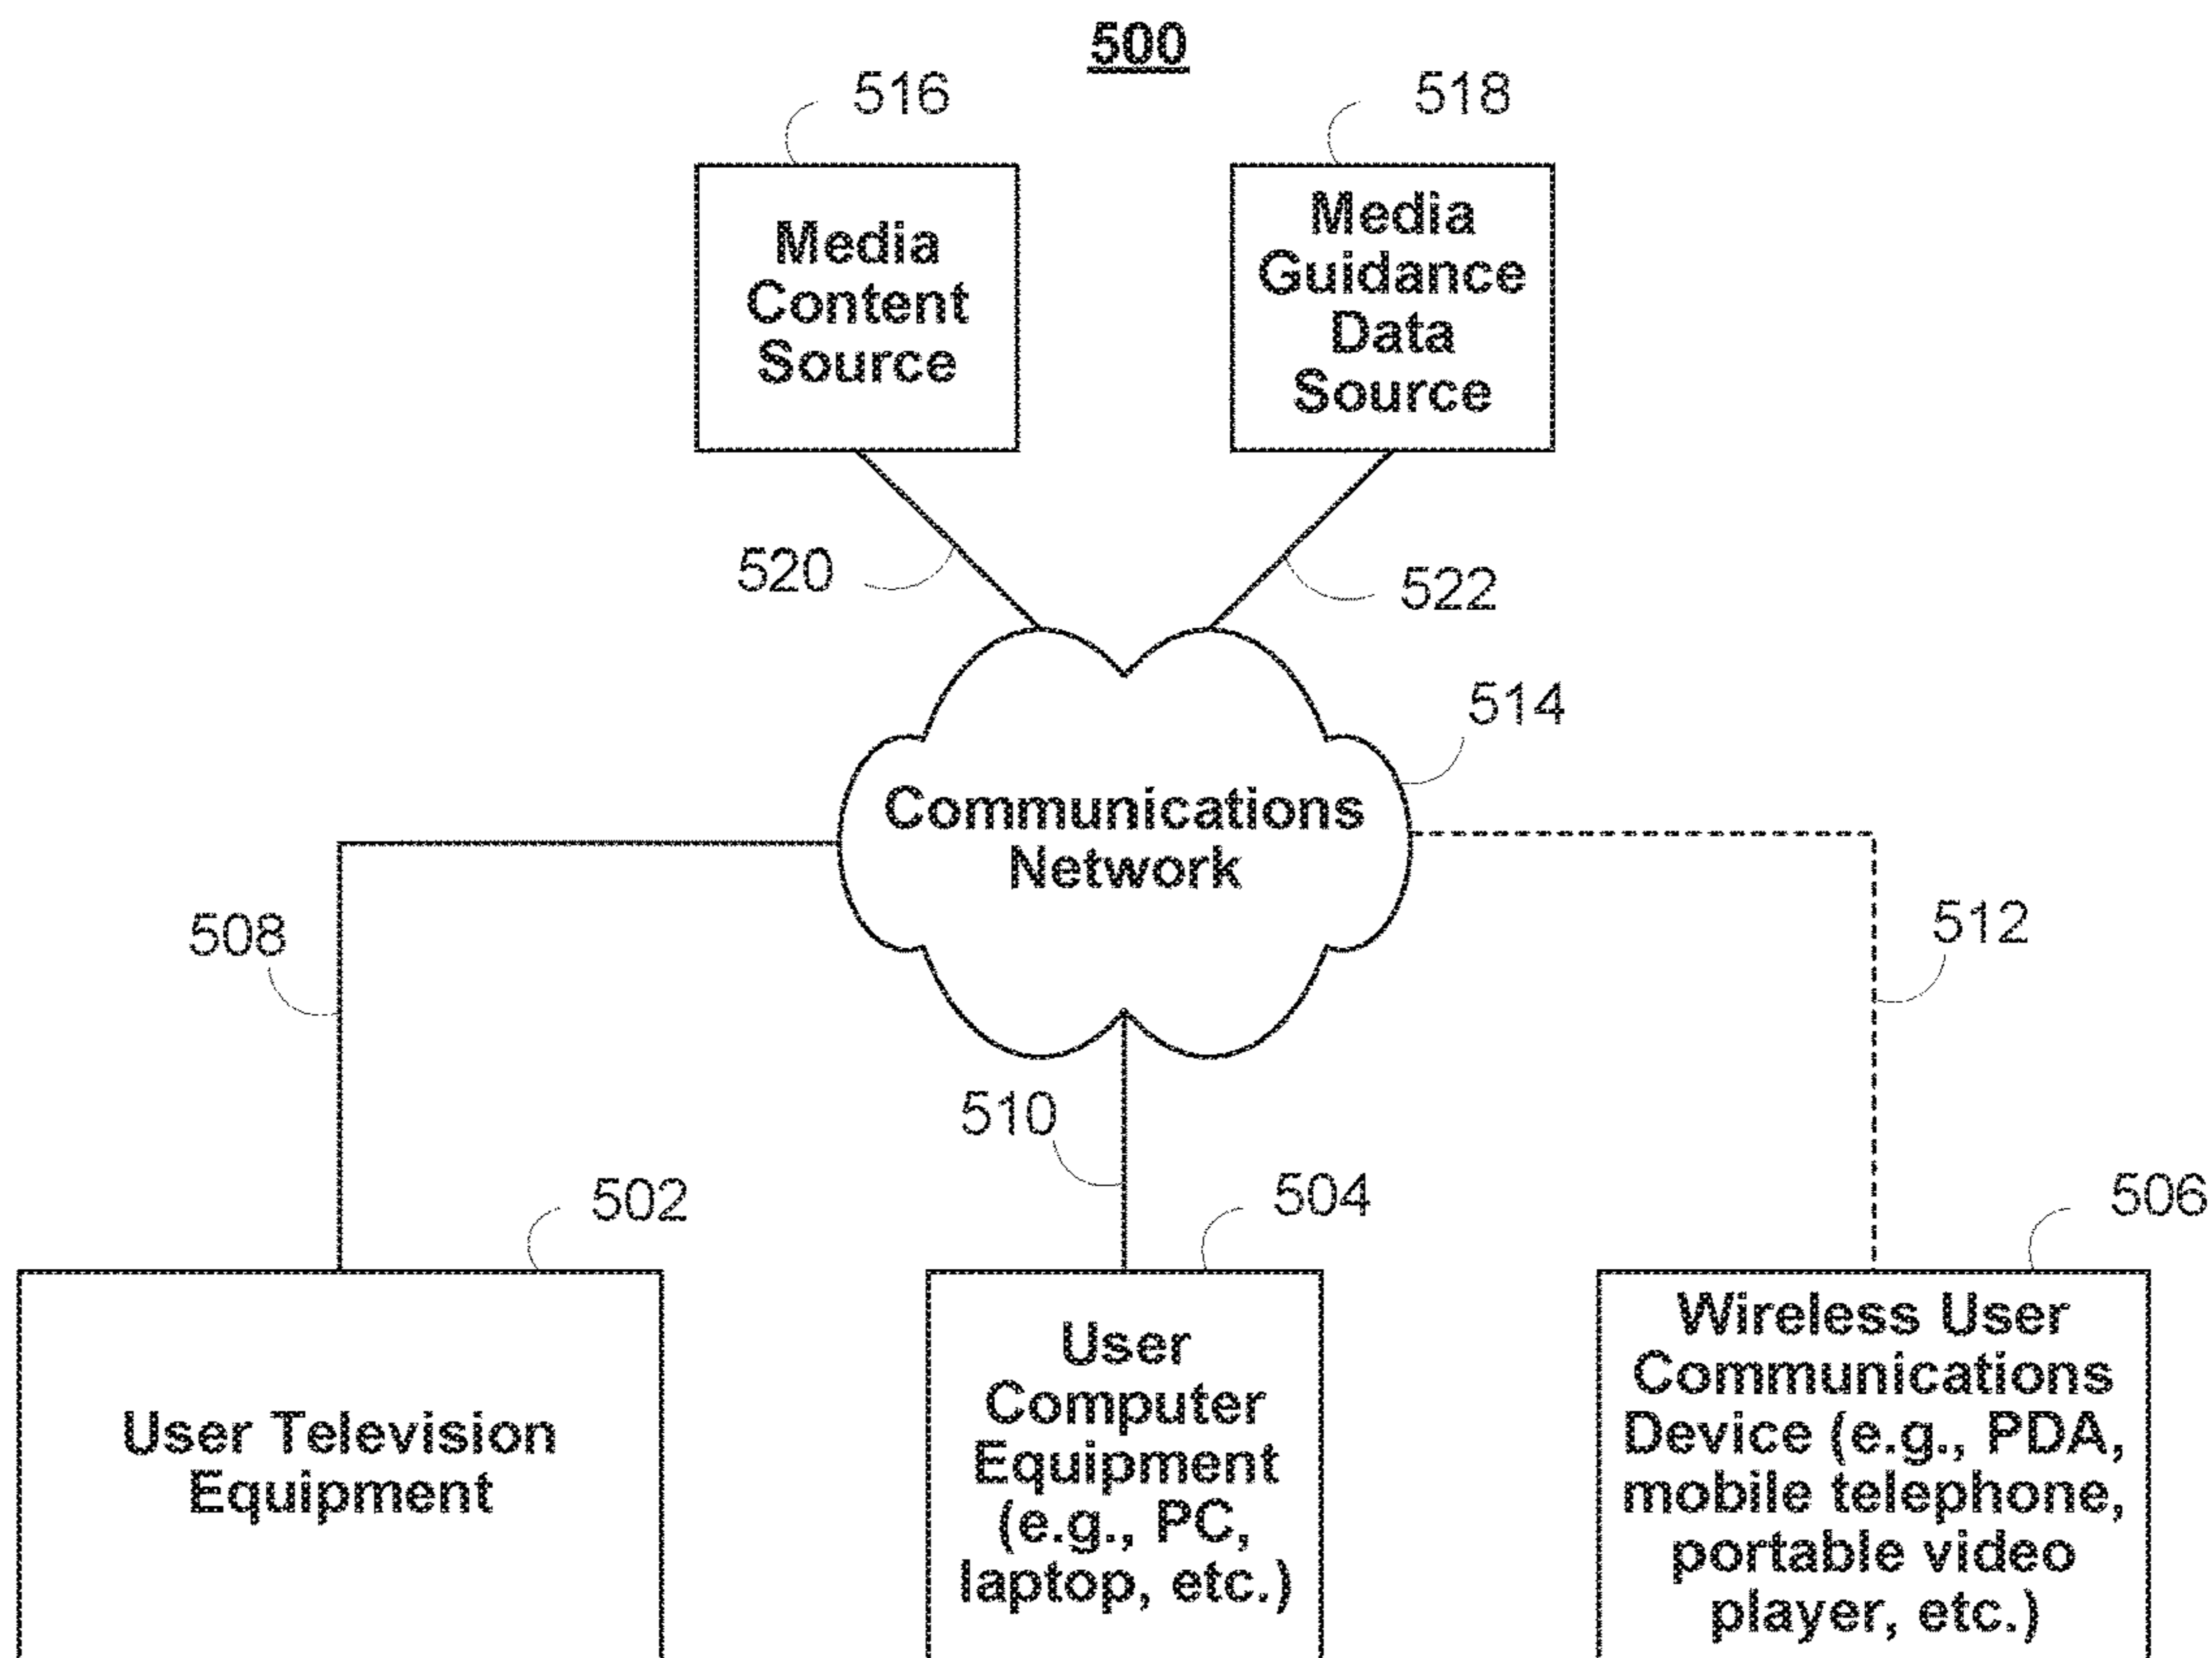 500
516
518
Media
Content
Source
Media
Guidance
Data
Source
520
522
514
Communications
Network
508
512
510
502
504
506
User Television
Equipment
User
Computer
Equipment
(e.g., PC,
laptop, etc.)
Wireless User
Communications
Device (e.g., PDA,
mobile telephone,
portable video
player, etc.)